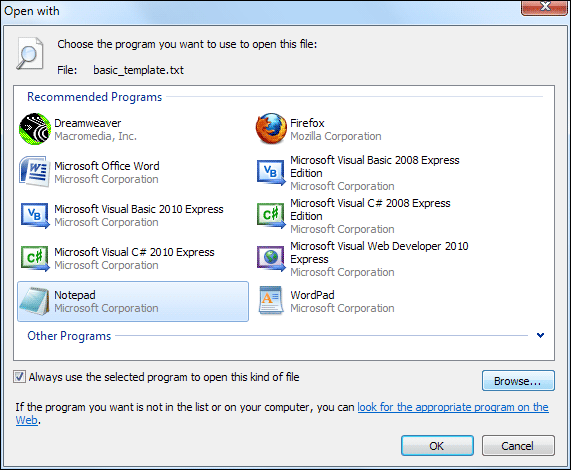 Open with
Choose the program you want to use to open this file:
File: basic_template.txt
Recommended Programs
Dreamweaver
Macromedia, Inc.
Firefox
Mozilla Corporation
Microsoft Office Word
Microsoft Corporation
Microsoft Visual Basic 2008 Express
Edition
Microsoft Corporation
Microsoft Visual Basic 2010 Express
Microsoft Corporation
Microsoft Visual C# 2008 Express
Edition
Microsoft Corporation
Microsoft Visual C# 2010 Express
Microsoft Corporation
Microsoft Visual Web Developer 2010
Express
Microsoft Corporation
Notepad
Microsoft Corporation
WordPad
Microsoft Corporation
Other Programs
Always use the selected program to open this kind of file
Browse...
If the program you want is not in the list or on your computer, you can look for the appropriate program on the
Web.
OK
Cancel